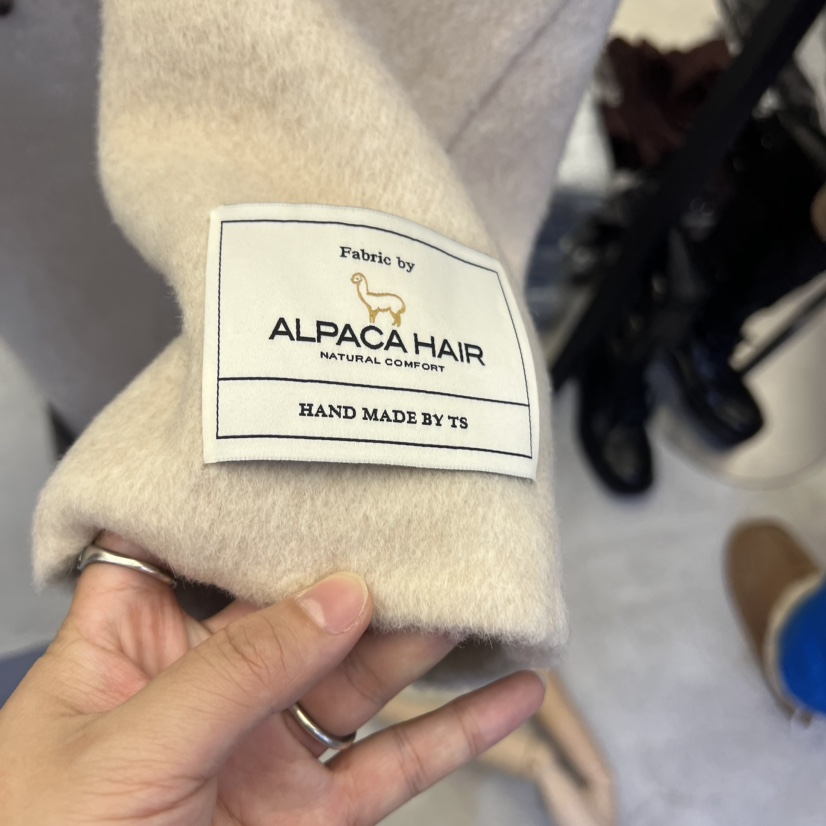 Fabric by
ALPACA HAIR
NATURAL COMFORT
HAND MADE BY TS